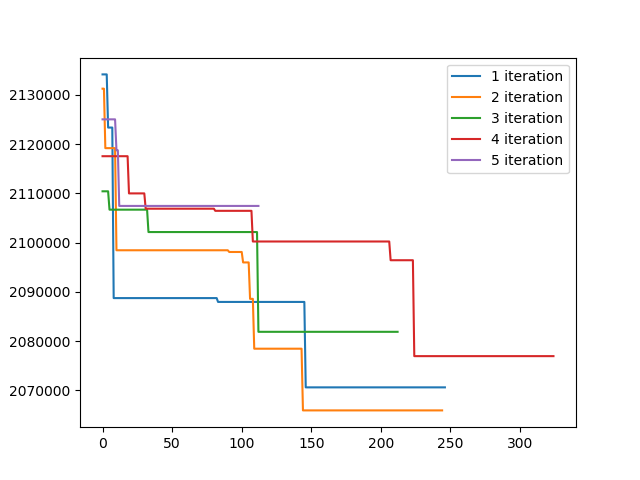 2130000
2120000
2110000
2100000
2090000
2080000
2070000
0 50 100 150 200 250 300
1 iteration
2 iteration
3 iteration
4 iteration
5 iteration